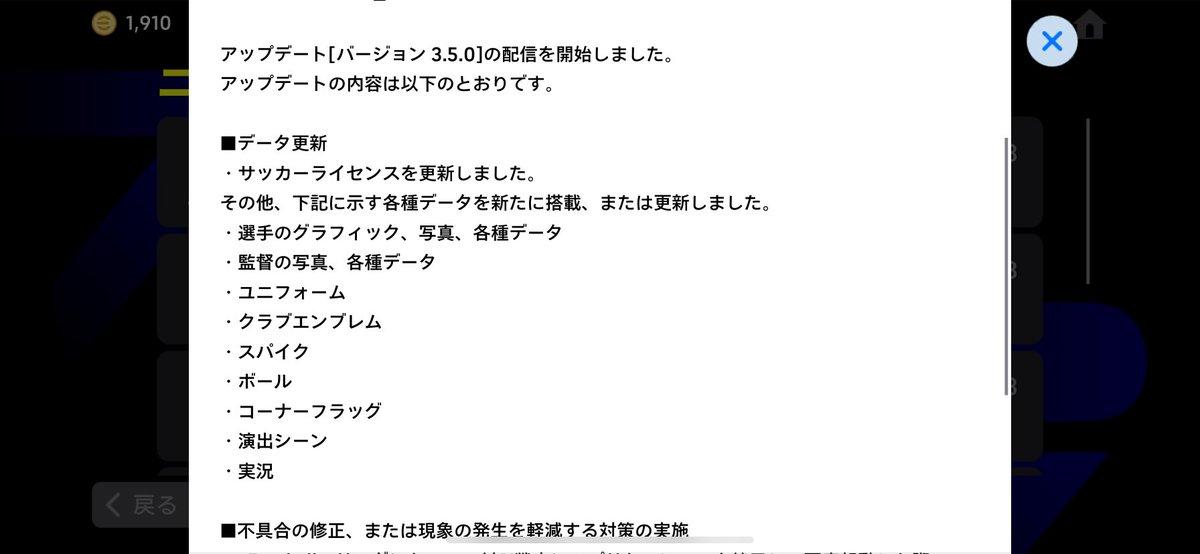 1,910
アップデート[バージョン 3.5.0]の配信を開始しました。
アップデートの内容は以下のとおりです。
■データ更新
・サッカーライセンスを更新しました。
その他、下記に示す各種データを新たに搭載、または更新しました。
・選手のグラフィック、写真、各種データ
・監督の写真、各種データ
・ユニフォーム
・クラブエンブレム
・スパイク
・ボール
・コーナーフラッグ
・演出シーン
・実況
戻る
■不具合の修正、または現象の発生を軽減する対策の実施